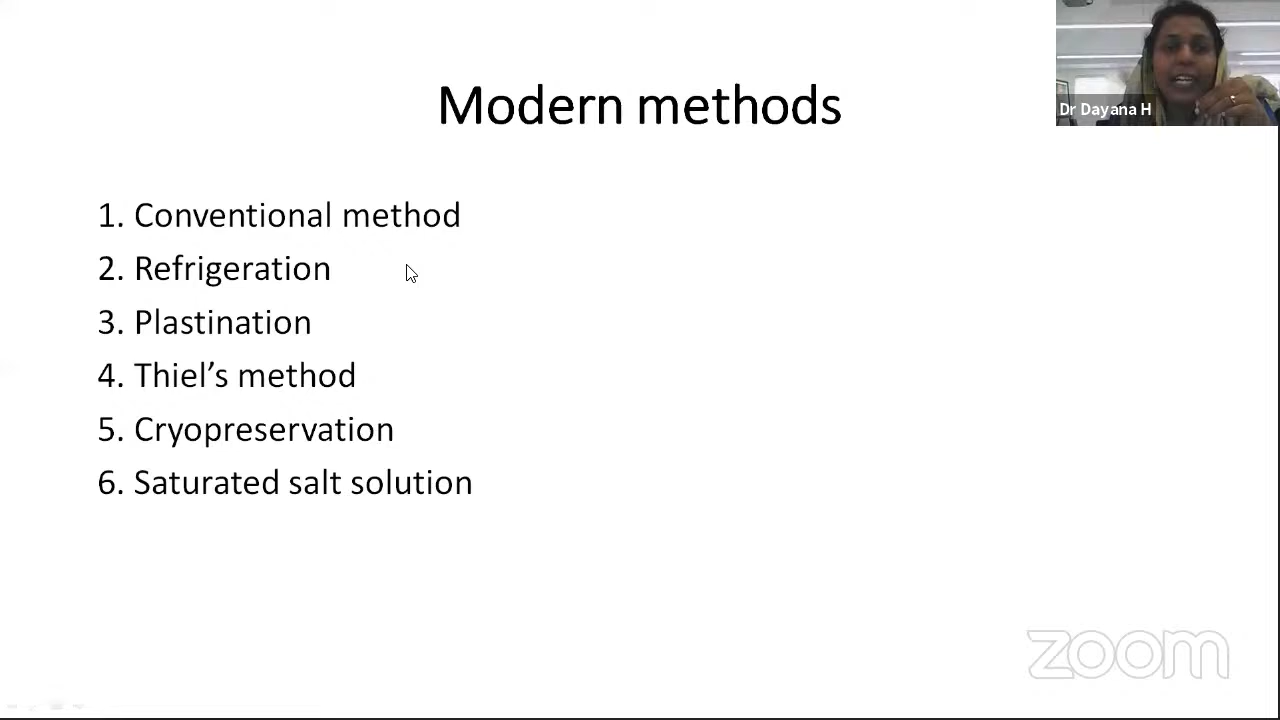 Modern methods
Dr Dayana H
1. Conventional method
2. Refrigeration
3. Plastination
4. Thiel’s method
5. Cryopreservation
6. Saturated salt solution
zoom